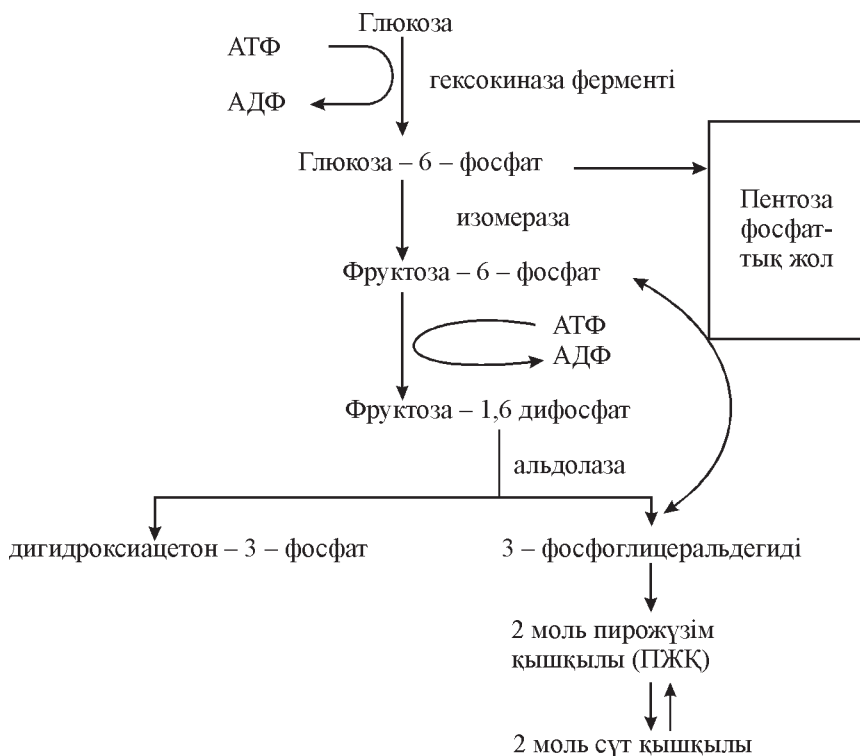 Глюкоза
АТФ
АДФ
гексокиназа ферменті
Глюкоза – 6 – фосфат
Пентоза
фосфат-
тық жол
изомераза
Фруктоза – 6 – фосфат
АТФ
АДФ
Фруктоза – 1,6 дифосфат
альдолаза
дигидроксиацетон – 3 – фосфат
3 – фосфоглицеральдегиді
2 моль пирожүзім
қышқылы (ПЖҚ)
2 моль сүт қышқылы